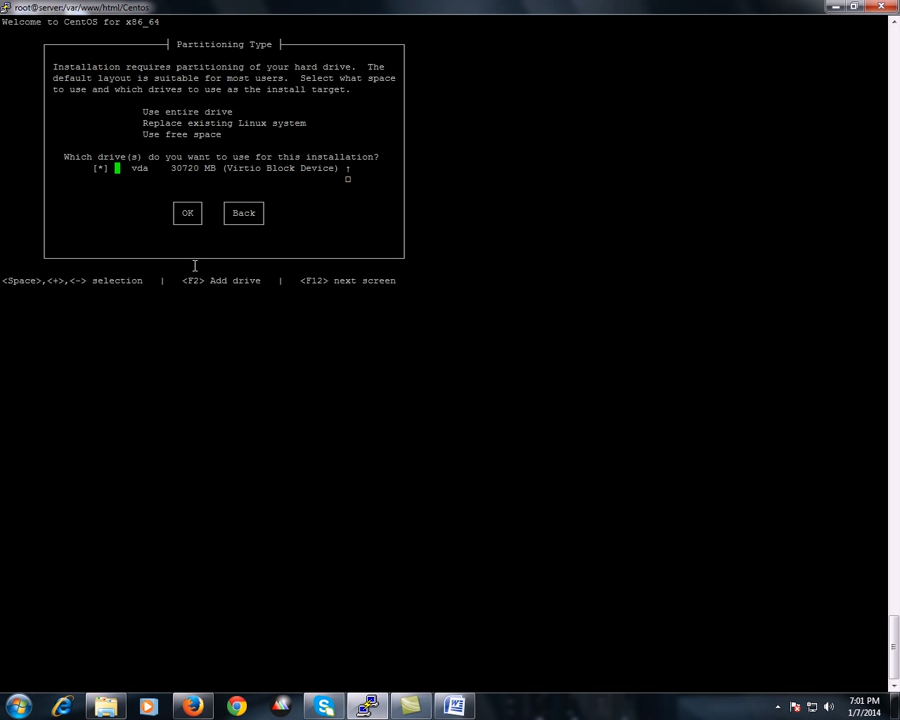 root@server:/var/www/html/Centos
Welcome to CentOS for x86_64
Partitioning Type
Installation requires partitioning of your hard drive. The
default layout is suitable for most users. Select what space
to use and which drives to use as the install target.
Use entire drive
Replace existing Linux system
Use free space
Which drive(s) do you want to use for this installation?
[*] vda 30720 MB (Virtio Block Device) ↑
OK Back
<Space>,<+>,<-> selection | <F2> Add drive | <F12> next screen
7:01 PM
1/7/2014